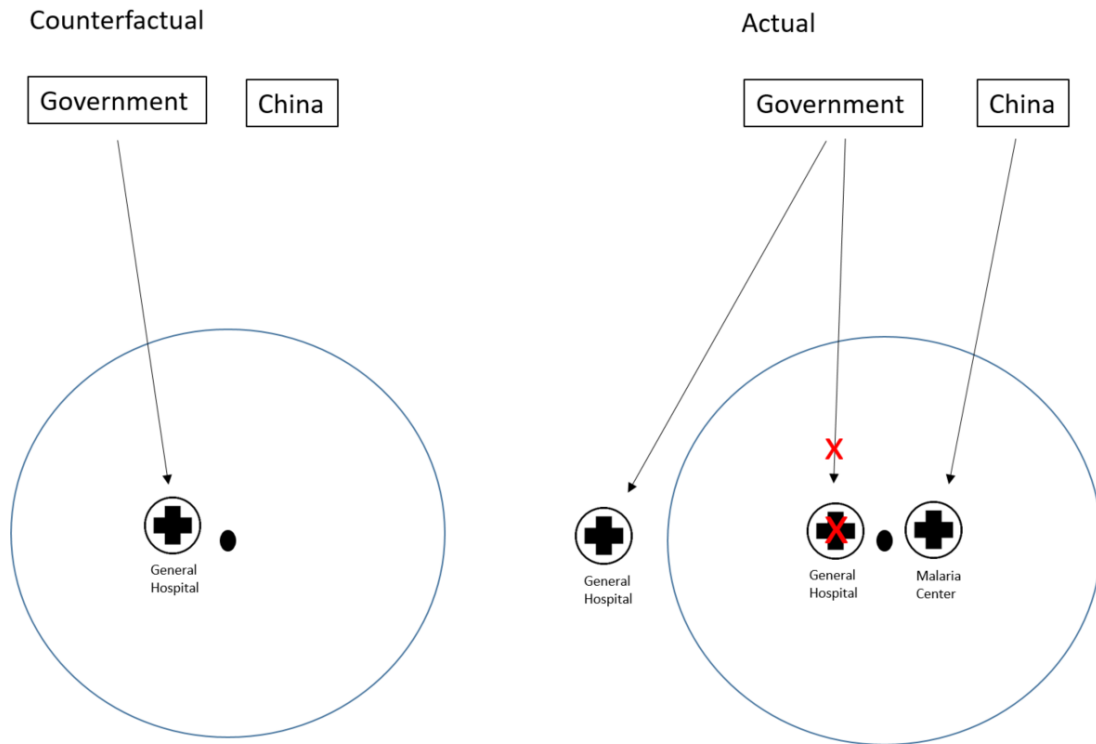 Counterfactual
Actual
Government
China
Government
China
X
X
General
Hospital
General
Hospital
General
Hospital
Malaria
Center